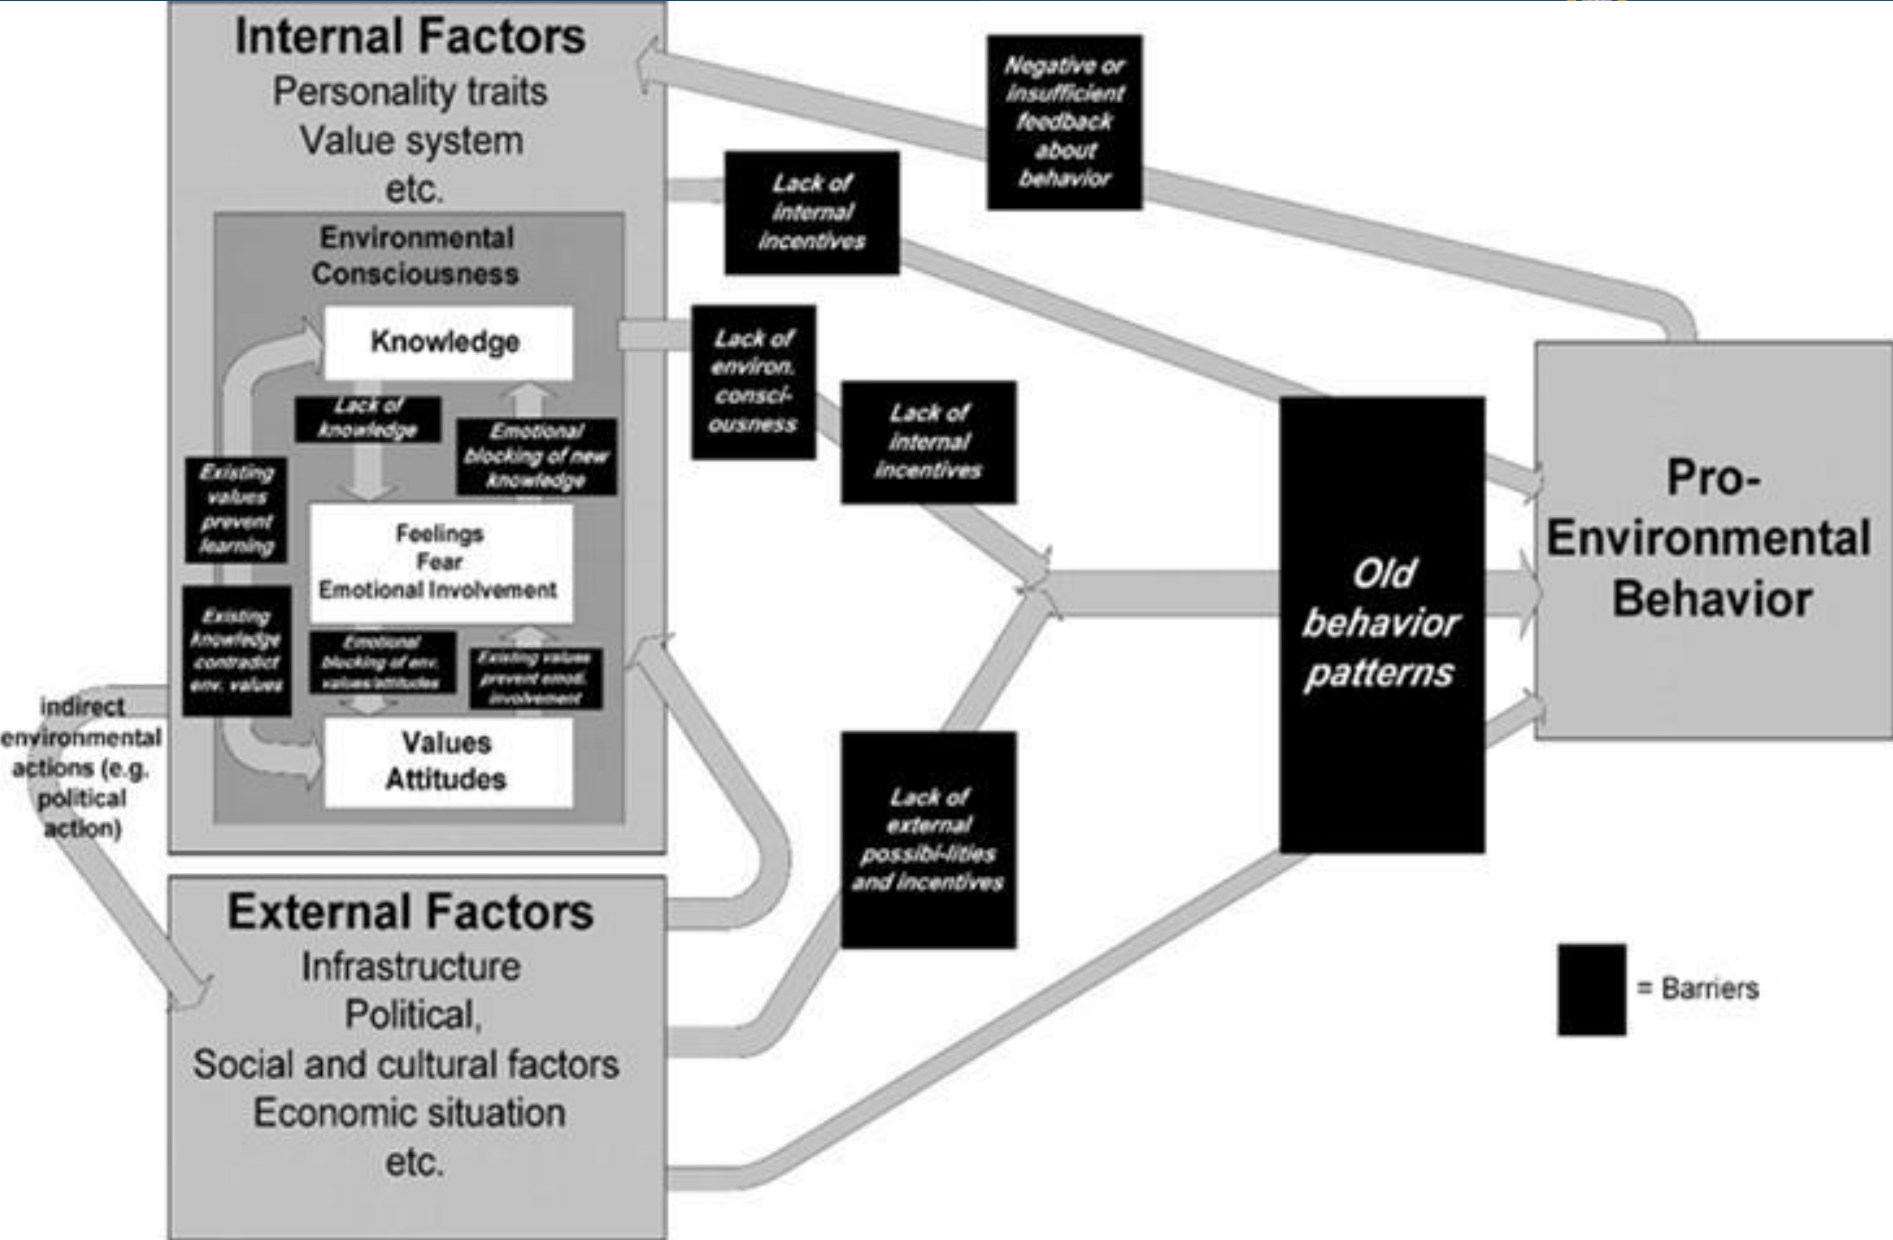 Internal Factors
Personality traits
Value system
etc.
Environmental
Consciousness
Knowledge
Lack of
knowledge
Emotional
blocking of new
knowledge
Existing
values
prevent
learning
Feelings
Fear
Emotional Involvement
Existing
knowledge
contradict
env. values
Emotional
blocking of env.
values/attitudes
Existing values
prevent emot.
involvement
Values
Attitudes
indirect
environmental
actions (e.g.
political
action)
External Factors
Infrastructure
Political,
Social and cultural factors
Economic situation
etc.
Negative or
insufficient
feedback
about
behavior
Lack of
internal
incentives
Lack of
environ.
consci-
ousness
Lack of
internal
incentives
Lack of
external
possibi-lities
and incentives
Old
behavior
patterns
Pro-
Environmental
Behavior
= Barriers